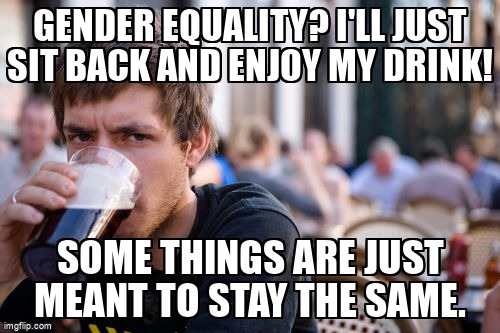 GENDER EQUALITY? I'LL JUST
SIT BACK AND ENJOY MY DRINK!
SOME THINGS ARE JUST
MEANT TO STAY THE SAME.
imgflip.com